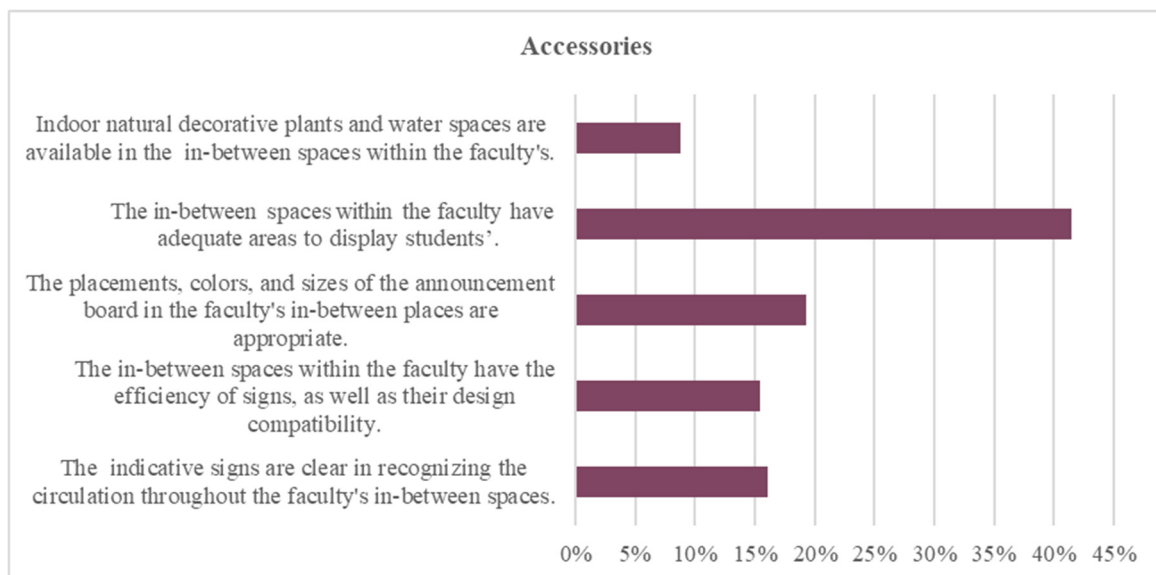 Accessories
Indoor natural decorative plants and water spaces are
available in the in-between spaces within the faculty's.
The in-between spaces within the faculty have
adequate areas to display students’.
The placements, colors, and sizes of the announcement
board in the faculty's in-between places are
appropriate.
The in-between spaces within the faculty have the
efficiency of signs, as well as their design
compatibility.
The indicative signs are clear in recognizing the
circulation throughout the faculty's in-between spaces.
0% 5% 10% 15% 20% 25% 30% 35% 40% 45%